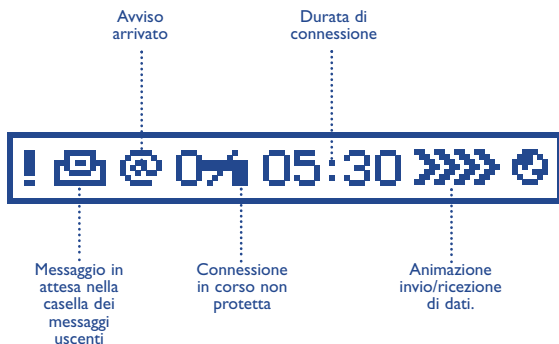 Avviso
arrivato
Durata di
connessione
! @ 05:30
Messaggio in
attesa nella
casella dei
messaggi
uscenti
Connessione
in corso non
protetta
Animazione
invio/ricezione
di dati.